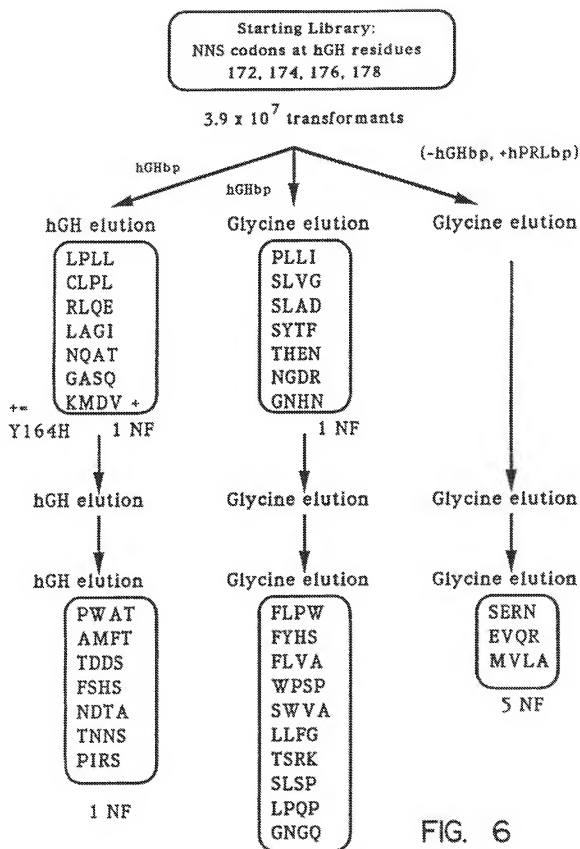 Starting Library:
NNS codons at hGH residues
172, 174, 176, 178
3.9 x 10⁷ transformants
hGHbp
hGHbp
(-hGHbp, +hPRLbp)
hGH elution
LPLL
CLPL
RLQE
LAGI
NQAT
GASQ
KMDV +
+=
Y164H
1 NF
Glycine elution
PLLI
SLVG
SLAD
SYTF
THEN
NGDR
GNHN
1 NF
Glycine elution
hGH elution
Glycine elution
Glycine elution
hGH elution
PWAT
AMFT
TDDS
FSHS
NDTA
TNNS
PIRS
1 NF
Glycine elution
FLPW
FYHS
FLVA
WPSP
SWVA
LLFG
TSRK
SLSP
LPQP
GNGQ
Glycine elution
SERN
EVQR
MVLA
5 NF
FIG. 6